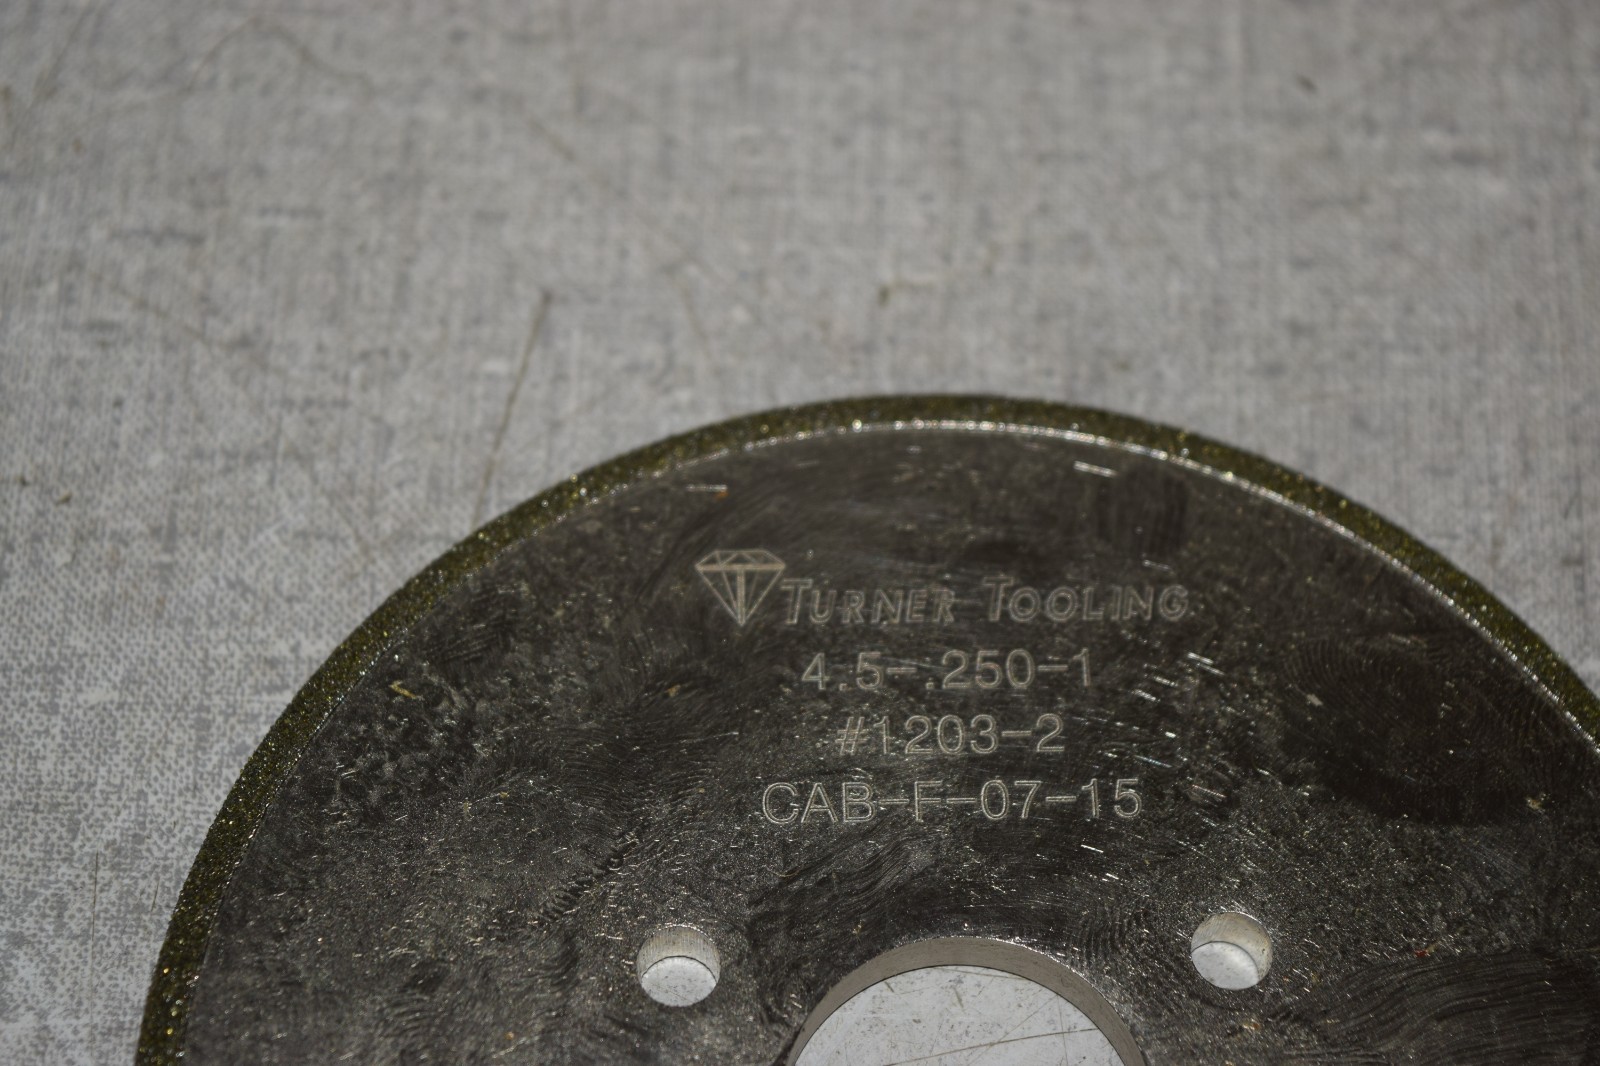 TURNER TOOLING
4.5-.250-1
#1203-2
CAB-F-07-15